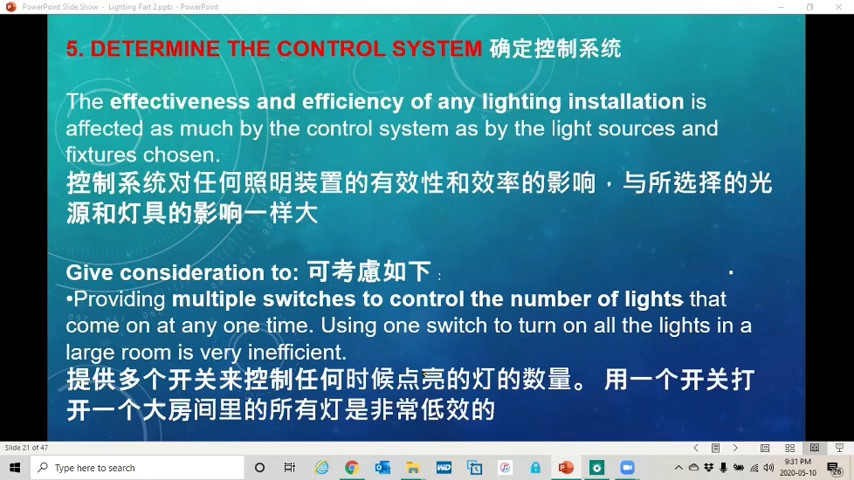 PowerPoint Slide Show - Lighting Part 2.pptx - PowerPoint
5. DETERMINE THE CONTROL SYSTEM 确定控制系统
The effectiveness and efficiency of any lighting installation is
affected as much by the control system as by the light sources and
fixtures chosen.
控制系统对任何照明装置的有效性和效率的影响，与所选择的光
源和灯具的影响一样大
Give consideration to: 可考慮如下 :
•Providing multiple switches to control the number of lights that
come on at any one time. Using one switch to turn on all the lights in a
large room is very inefficient.
提供多个开关来控制任何时候点亮的灯的数量。 用一个开关打
开一个大房间里的所有灯是非常低效的
Slide 21 of 47
Type here to search
9:31 PM
2020-05-10
26